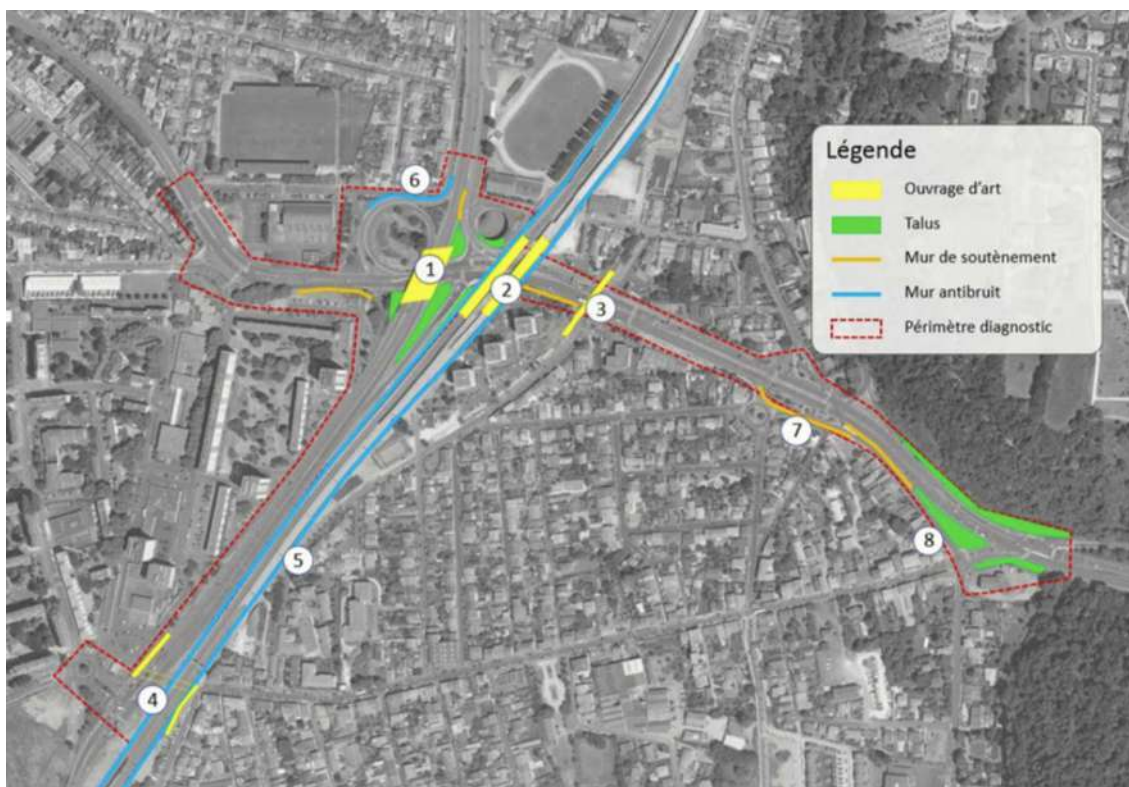 6
1
2
3
7
8
5
4
Légende
Ouvrage d'art
Talus
Mur de soutènement
Mur antibruit
Périmètre diagnostic